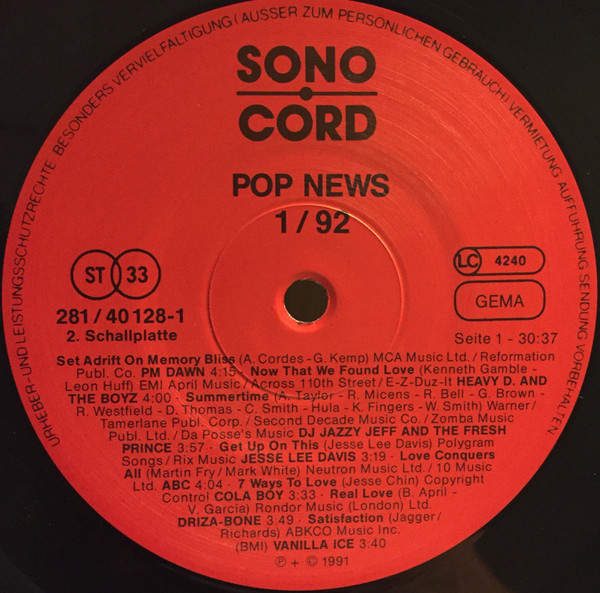 URHEBER- UND LEISTUNGSSCHUTZRECHTE BESONDERS VERVIELFÄLTIGUNG (AUSSER ZUM PERSÖNLICHEN GEBRAUCH) VERMIETUNG AUFFÜHRUNG SENDUNG VORBEHALTEN
SONO
CORD
POP NEWS
1/92
ST 33
LC 4240
GEMA
281/40 128-1
2. Schallplatte
Seite 1 - 30:37
Set Adrift On Memory Bliss (A. Cordes - G. Kemp) MCA Music Ltd./Reformation
Publ. Co. PM DAWN 4:15 · Now That We Found Love (Kenneth Gamble -
Leon Huff) EMI April Music/Across 110th Street/E-Z-Duz-It HEAVY D. AND
THE BOYZ 4:00 · Summertime (A. Taylor - R. Micens - R. Bell - G. Brown -
R. Westfield - D. Thomas - C. Smith - Hula - K. Fingers - W. Smith) Warner/
Tamerlane Publ. Corp./Second Decade Music Co/Zomba Music
Publ. Ltd./Da Posse's Music DJ JAZZY JEFF AND THE FRESH
PRINCE 3:57 · Get Up On This (Jesse Lee Davis) Polygram
Songs/Rix Music JESSE LEE DAVIS 3:19 · Love Conquers
All (Martin Fry/Mark White) Neutron Music Ltd/10 Music
Ltd. ABC 4:04 · 7 Ways To Love (Jesse Chin) Copyright
Control COLA BOY 3:33 · Real Love (B. April -
V. Garcia) Rondor Music (London) Ltd.
DRIZA-BONE 3:49 · Satisfaction (Jagger/
Richards) ABKCO Music Inc.
(BMI) VANILLA ICE 3:40
℗ + © 1991